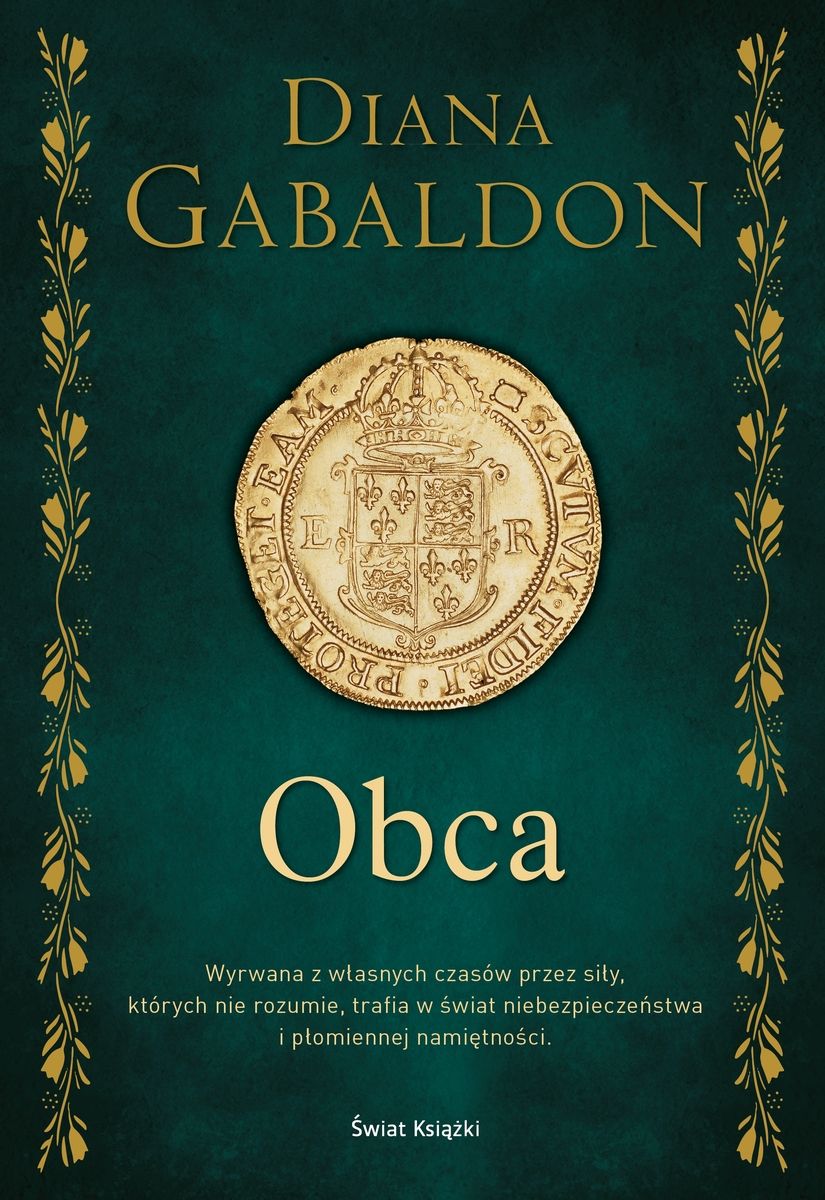 DIANA
GABALDON
SCVTVM·FIDEI·PROTEGET·EAM·
E R
Obca
Wyrwana z własnych czasów przez siły,
których nie rozumie, trafia w świat niebezpieczeństwa
i płomiennej namiętności.
Świat Książki